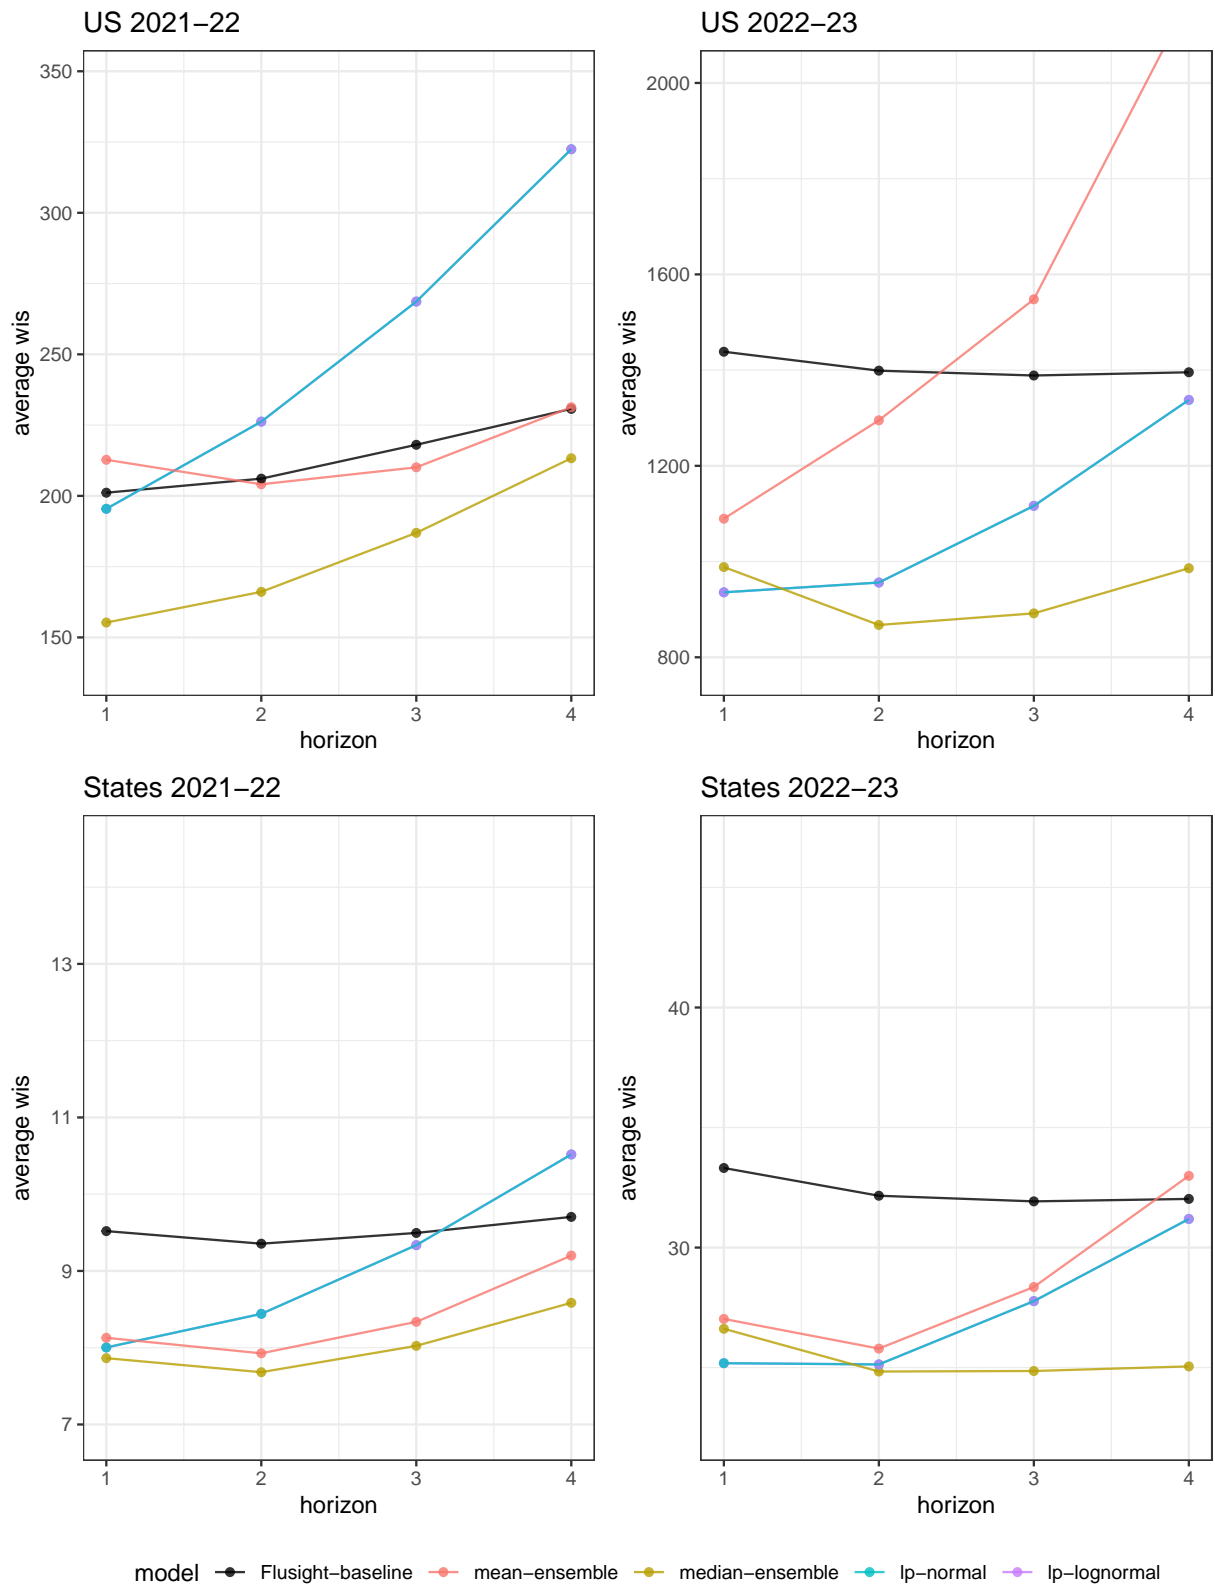 US 2021−22
US 2022−23
average wis
350
300
250
200
150
1 2 3 4
horizon
average wis
2000
1600
1200
800
1 2 3 4
horizon
States 2021−22
States 2022−23
average wis
13
11
9
7
1 2 3 4
horizon
average wis
40
30
1 2 3 4
horizon
model Flusight−baseline mean−ensemble median−ensemble lp−normal lp−lognormal